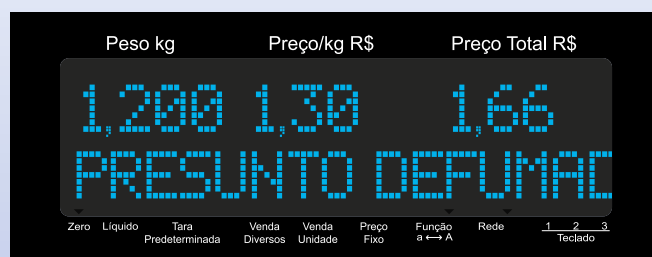 Peso kg Preço/kg R$ Preço Total R$
1,200 1,30 1,66
PRESUNTO DEFUMAD
Zero Líquido Tara Predeterminada Venda Diversos Venda Unidade Preço Fixo Função a ⟷ A Rede 1 2 3 Teclado